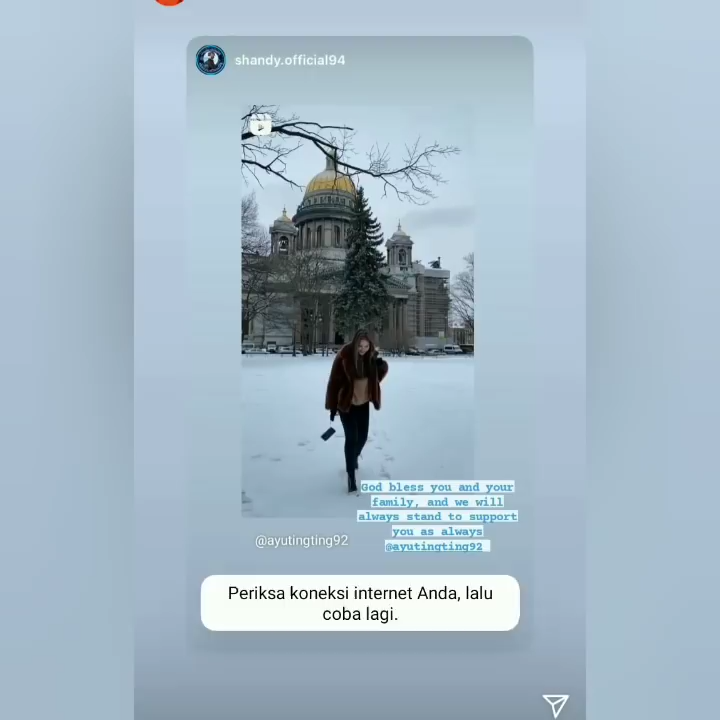 shandy.official94
God bless you and your
family, and we will
always stand to support
you as always
@ayutingting92
@ayutingting92
Periksa koneksi internet Anda, lalu
coba lagi.